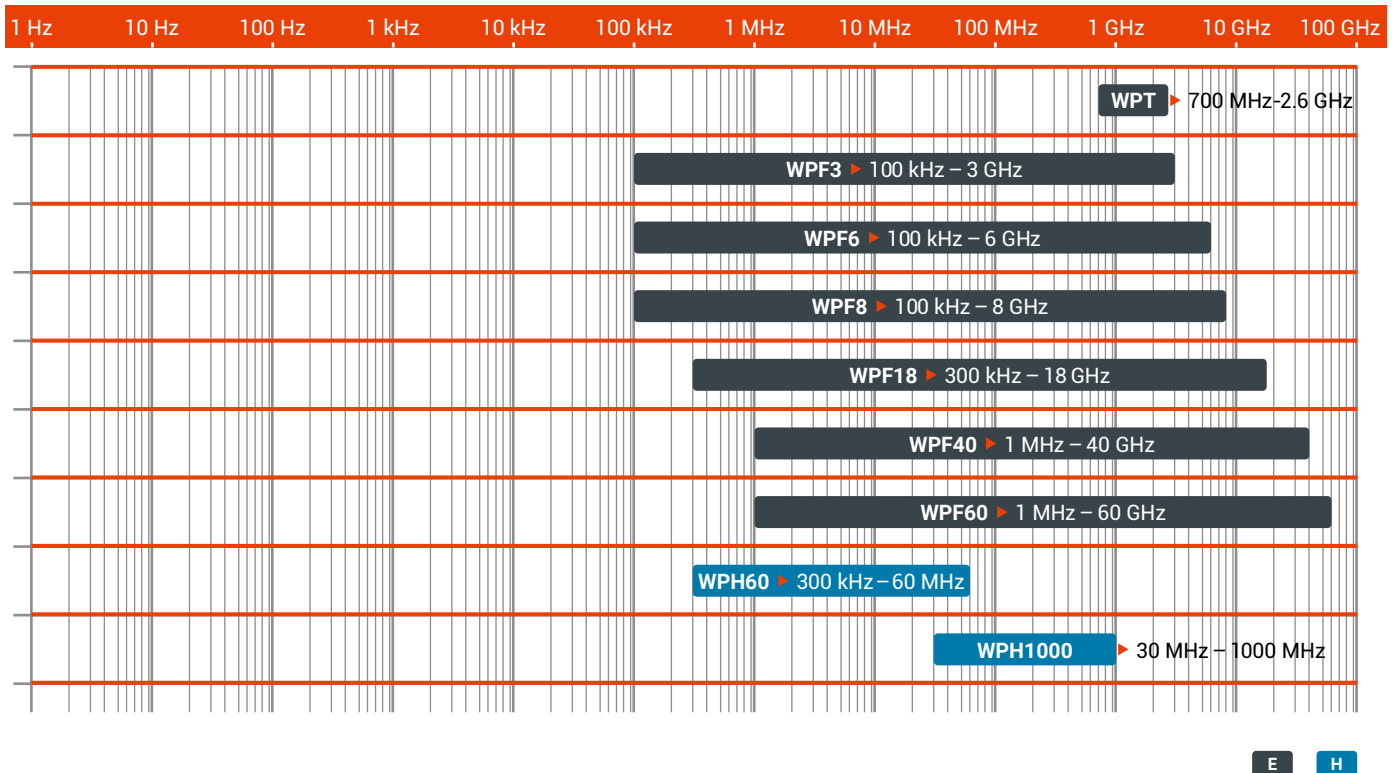 1 Hz 10 Hz 100 Hz 1 kHz 10 kHz 100 kHz 1 MHz 10 MHz 100 MHz 1 GHz 10 GHz 100 GHz
WPT ▶ 700 MHz-2.6 GHz
WPF3 ▶ 100 kHz – 3 GHz
WPF6 ▶ 100 kHz – 6 GHz
WPF8 ▶ 100 kHz – 8 GHz
WPF18 ▶ 300 kHz – 18 GHz
WPF40 ▶ 1 MHz – 40 GHz
WPF60 ▶ 1 MHz – 60 GHz
WPH60 ▶ 300 kHz – 60 MHz
WPH1000 ▶ 30 MHz – 1000 MHz
E H